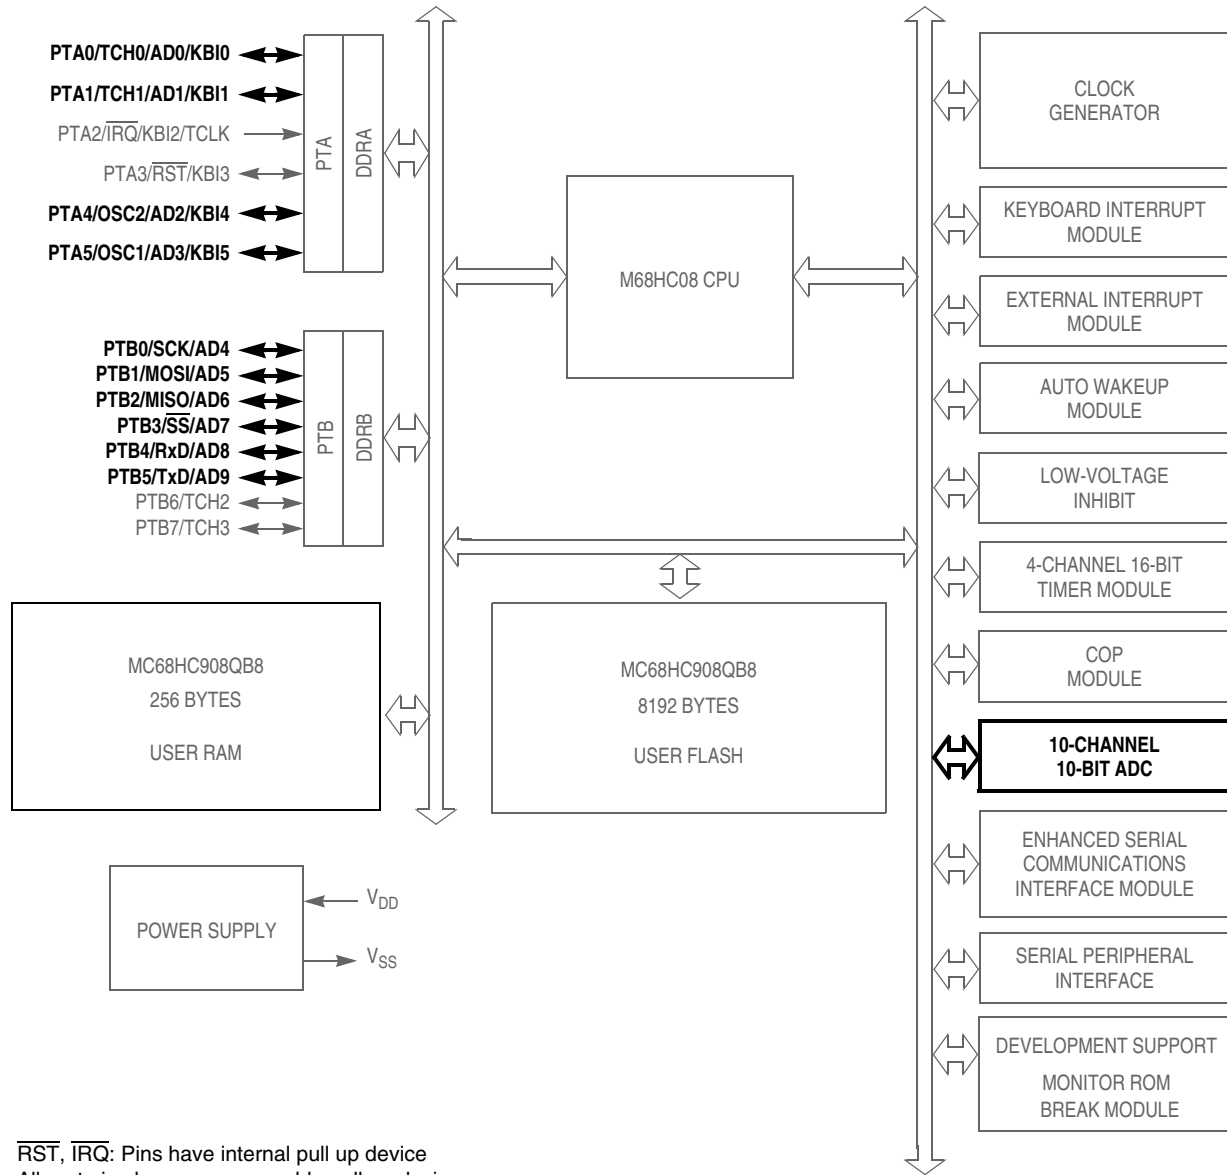 PTA0/TCH0/AD0/KBI0
PTA1/TCH1/AD1/KBI1
PTA2/IRQ/KBI2/TCLK
PTA3/RST/KBI3
PTA4/OSC2/AD2/KBI4
PTA5/OSC1/AD3/KBI5
PTA
DDRA
PTB0/SCK/AD4
PTB1/MOSI/AD5
PTB2/MISO/AD6
PTB3/SS/AD7
PTB4/RxD/AD8
PTB5/TxD/AD9
PTB6/TCH2
PTB7/TCH3
PTB
DDRB
M68HC08 CPU
MC68HC908QB8
256 BYTES
USER RAM
MC68HC908QB8
8192 BYTES
USER FLASH
POWER SUPPLY
VDD
VSS
CLOCK
GENERATOR
KEYBOARD INTERRUPT
MODULE
EXTERNAL INTERRUPT
MODULE
AUTO WAKEUP
MODULE
LOW-VOLTAGE
INHIBIT
4-CHANNEL 16-BIT
TIMER MODULE
COP
MODULE
10-CHANNEL
10-BIT ADC
ENHANCED SERIAL
COMMUNICATIONS
INTERFACE MODULE
SERIAL PERIPHERAL
INTERFACE
DEVELOPMENT SUPPORT
MONITOR ROM
BREAK MODULE
RST, IRQ: Pins have internal pull up device